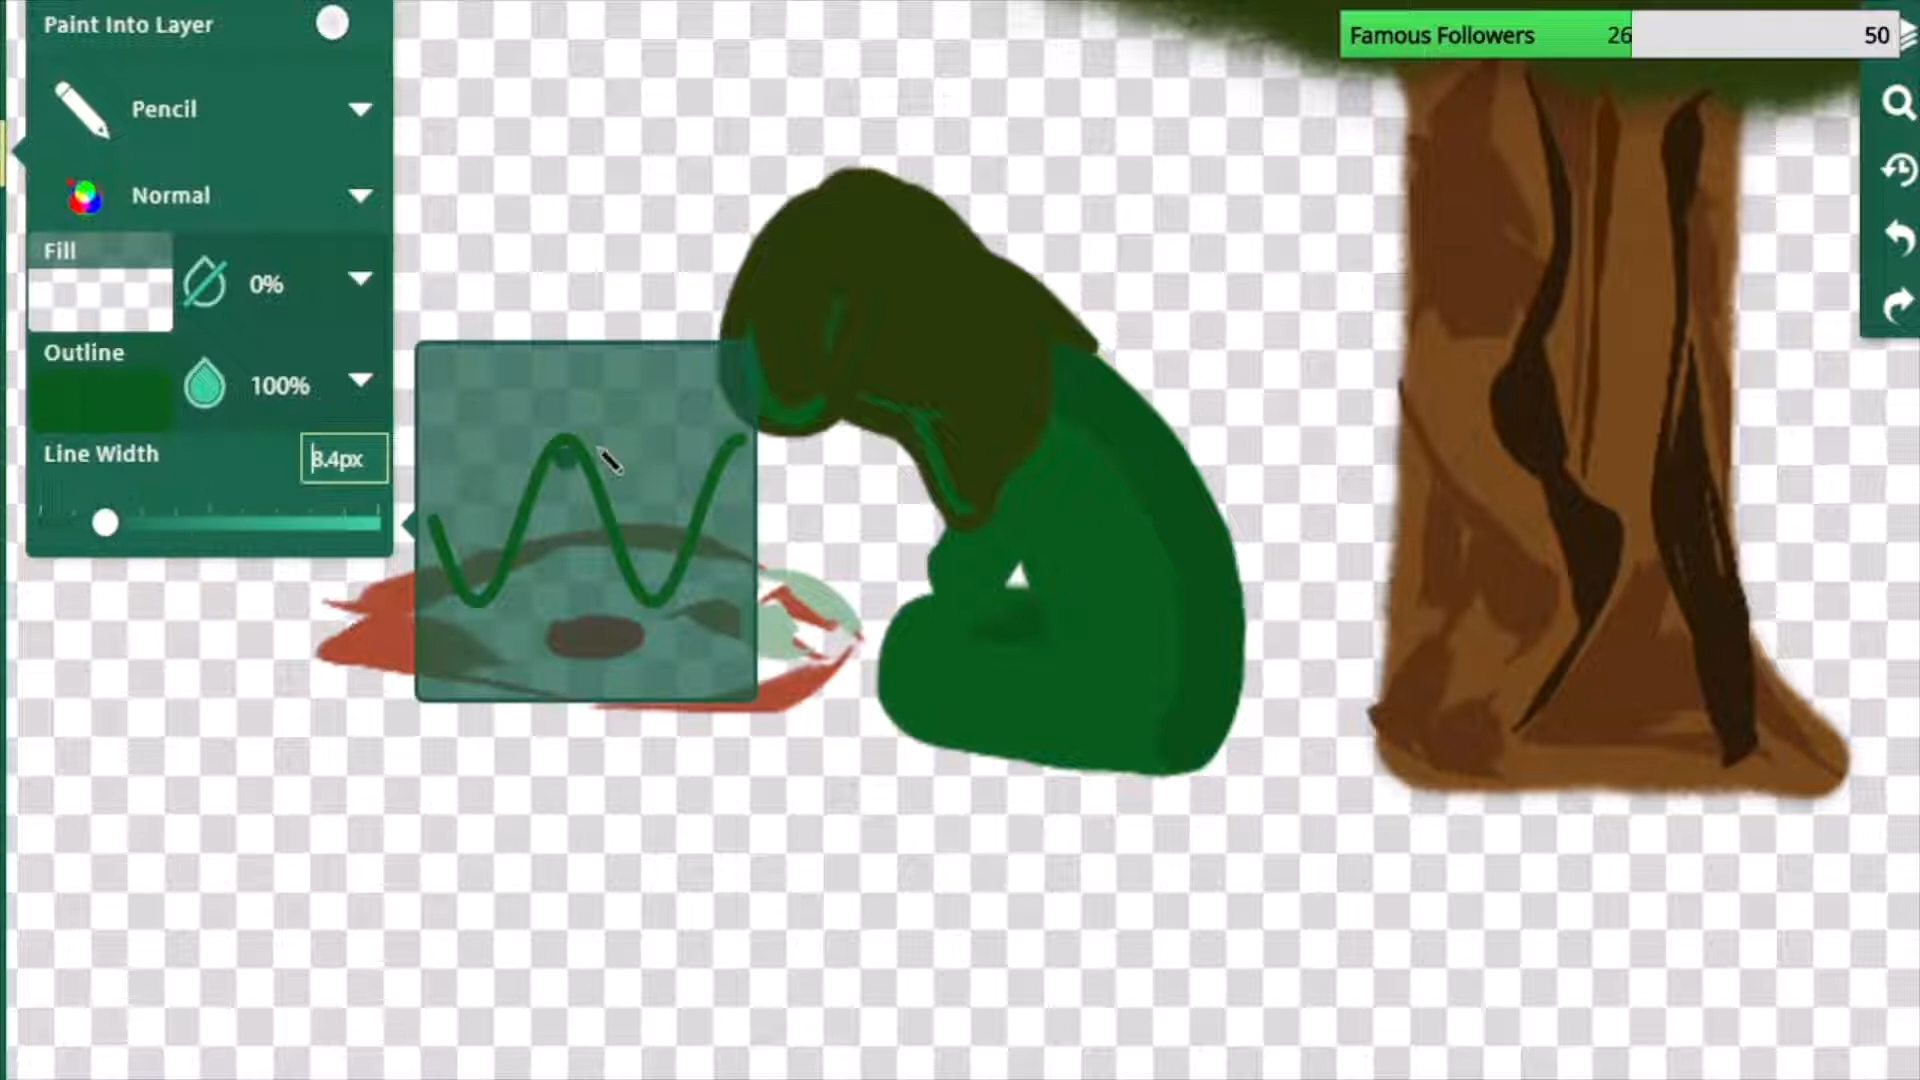 Paint Into Layer
Famous Followers 26 50
Pencil
Normal
Fill
0%
Outline
100%
Line Width
8.4px